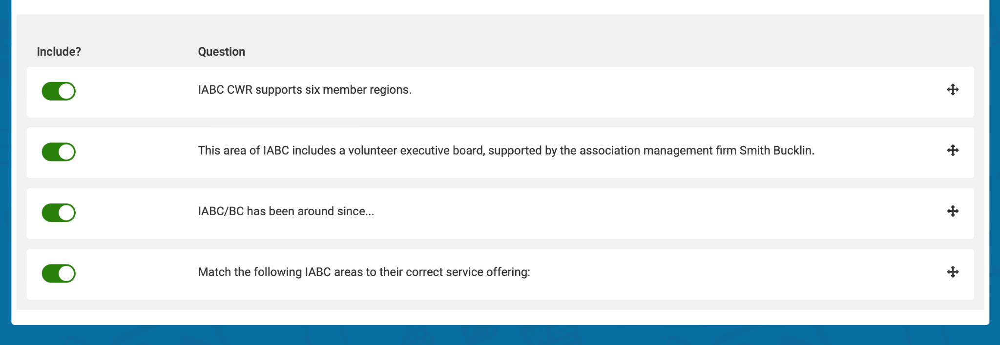 Include? Question
IABC CWR supports six member regions.
This area of IABC includes a volunteer executive board, supported by the association management firm Smith Bucklin.
IABC/BC has been around since...
Match the following IABC areas to their correct service offering: